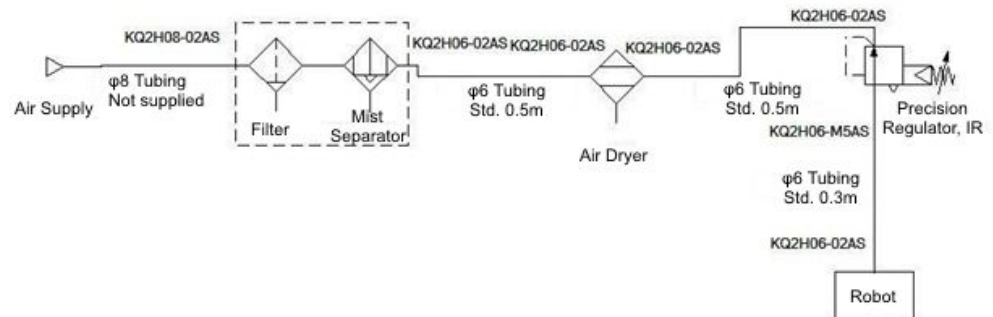 KQ2H08-02AS
Air Supply
φ8 Tubing
Not supplied
Filter
Mist
Separator
KQ2H06-02AS
φ6 Tubing
Std. 0.5m
KQ2H06-02AS
Air Dryer
KQ2H06-02AS
φ6 Tubing
Std. 0.5m
KQ2H06-02AS
Precision
Regulator, IR
KQ2H06-M5AS
φ6 Tubing
Std. 0.3m
KQ2H06-02AS
Robot